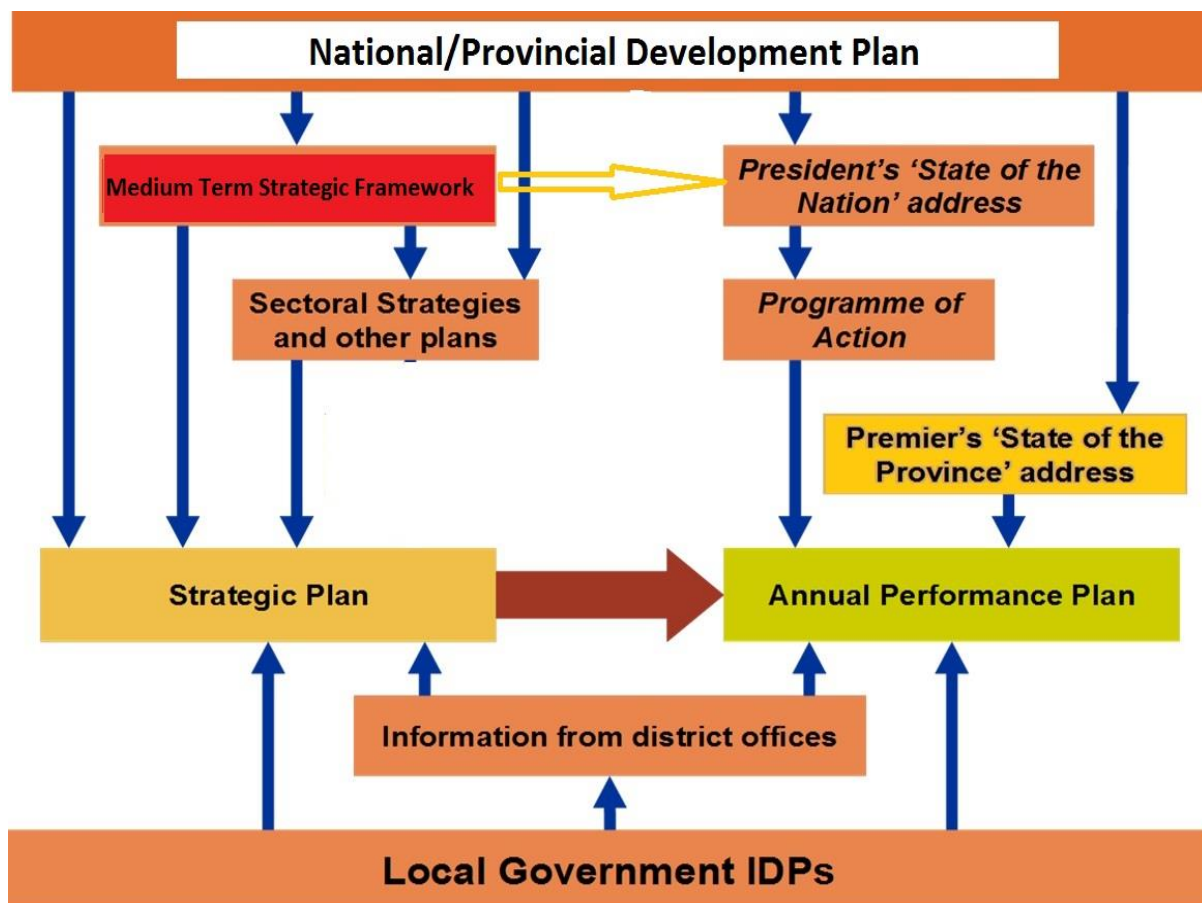 National/Provincial Development Plan
Medium Term Strategic Framework
President’s ‘State of the
Nation’ address
Sectoral Strategies
and other plans
Programme of
Action
Premier’s ‘State of the
Province’ address
Strategic Plan
Annual Performance Plan
Information from district offices
Local Government IDPs